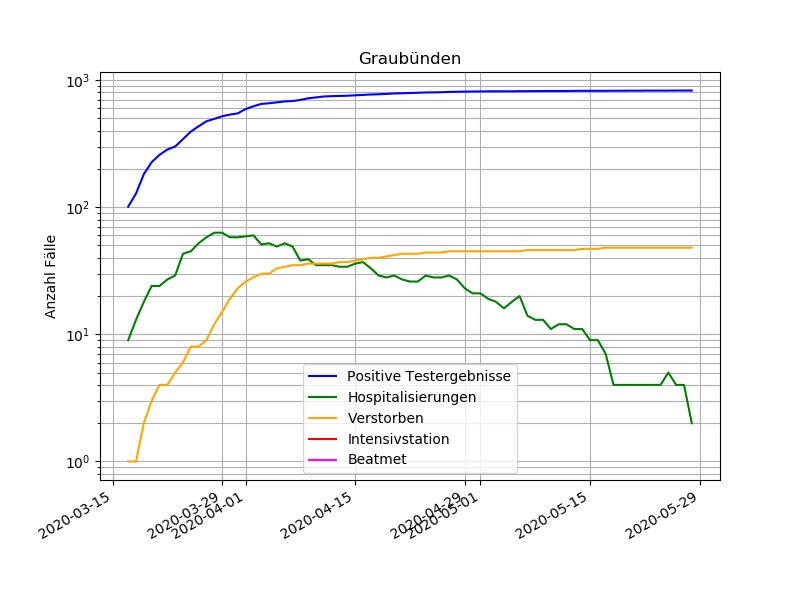 Graubünden
10³
10²
10¹
10⁰
Anzahl Fälle
Positive Testergebnisse
Hospitalisierungen
Verstorben
Intensivstation
Beatmet
2020-03-15
2020-03-29
2020-04-01
2020-04-15
2020-04-29
2020-05-01
2020-05-15
2020-05-29